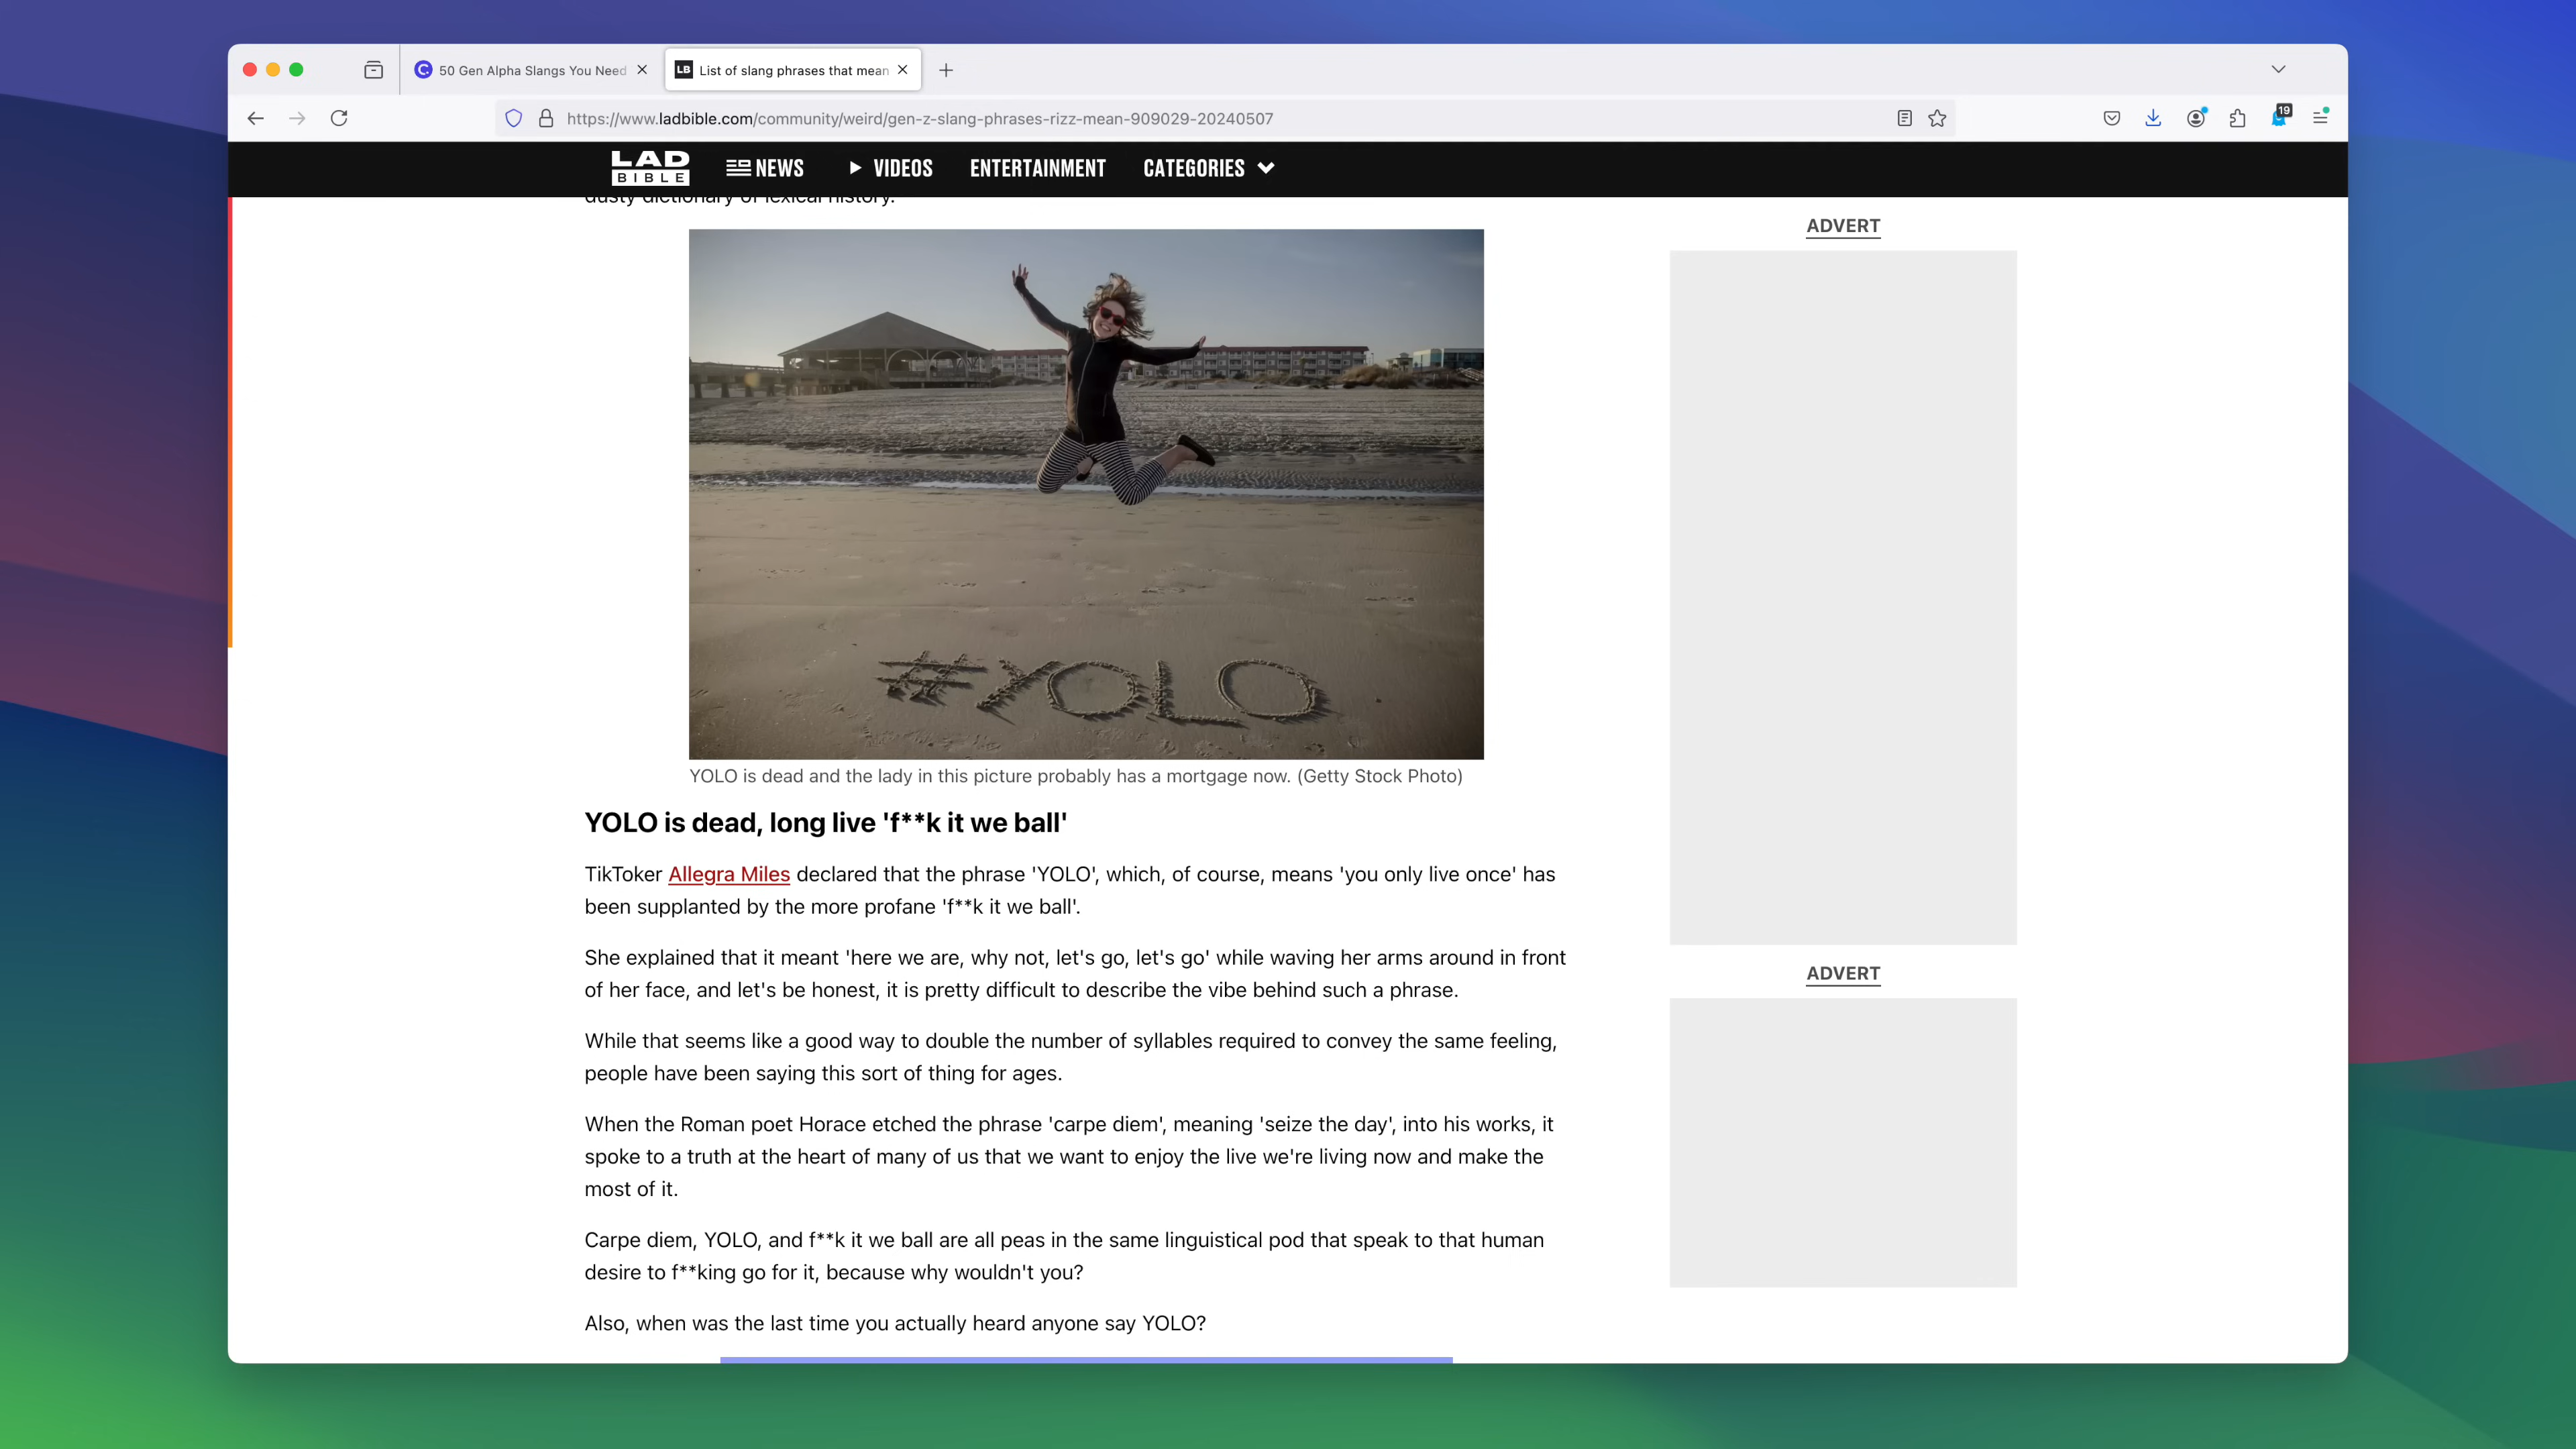 50 Gen Alpha Slangs You Need
LB List of slang phrases that mean
https://www.ladbible.com/community/weird/gen-z-slang-phrases-rizz-mean-909029-20240507
19
LAD
BIBLE
NEWS
VIDEOS
ENTERTAINMENT
CATEGORIES
dusty dictionary of lexical history.
ADVERT
#YOLO
YOLO is dead and the lady in this picture probably has a mortgage now. (Getty Stock Photo)
YOLO is dead, long live 'f**k it we ball'
TikToker Allegra Miles declared that the phrase 'YOLO', which, of course, means 'you only live once' has
been supplanted by the more profane 'f**k it we ball'.
She explained that it meant 'here we are, why not, let's go, let's go' while waving her arms around in front
of her face, and let's be honest, it is pretty difficult to describe the vibe behind such a phrase.
While that seems like a good way to double the number of syllables required to convey the same feeling,
people have been saying this sort of thing for ages.
When the Roman poet Horace etched the phrase 'carpe diem', meaning 'seize the day', into his works, it
spoke to a truth at the heart of many of us that we want to enjoy the live we're living now and make the
most of it.
Carpe diem, YOLO, and f**k it we ball are all peas in the same linguistical pod that speak to that human
desire to f**king go for it, because why wouldn't you?
Also, when was the last time you actually heard anyone say YOLO?
ADVERT